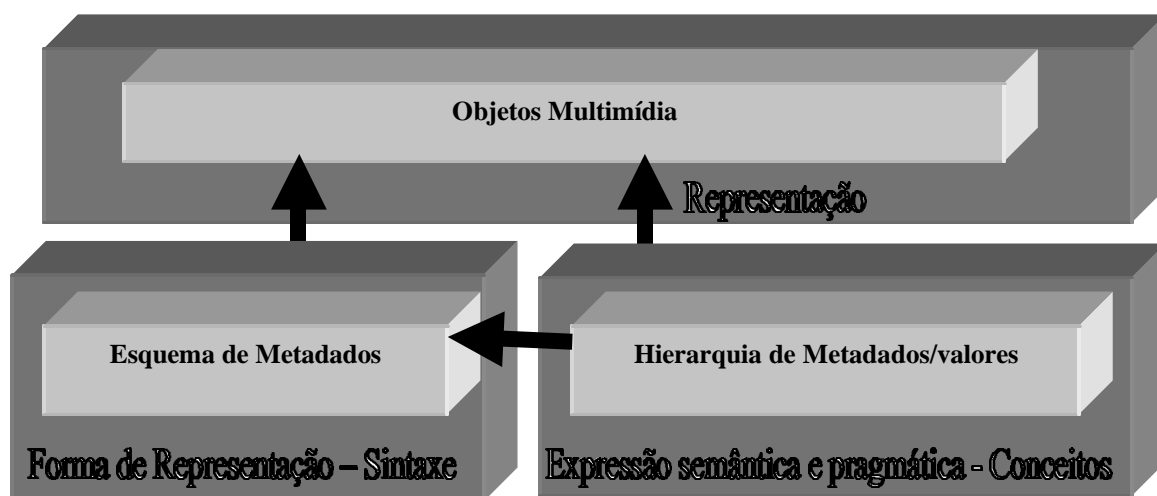 Objetos Multimídia
Representação
Esquema de Metadados
Hierarquia de Metadados/valores
Forma de Representação – Sintaxe
Expressão semântica e pragmática - Conceitos